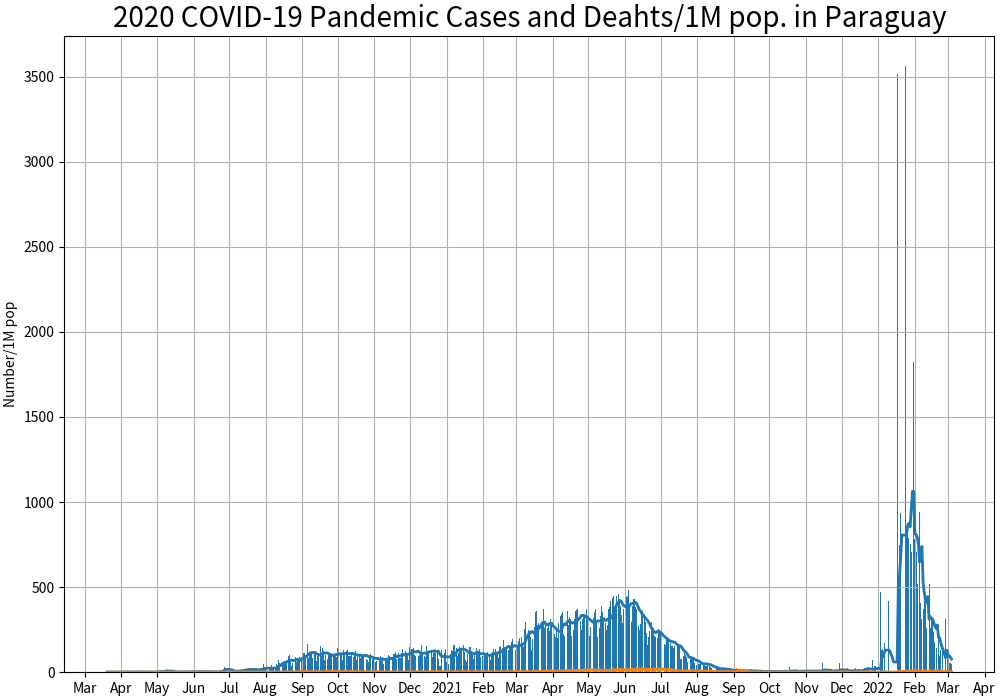 2020 COVID-19 Pandemic Cases and Deahts/1M pop. in Paraguay
3500
3000
2500
2000
1500
1000
500
0
Number/1M pop
Mar Apr May Jun Jul Aug Sep Oct Nov Dec 2021 Feb Mar Apr May Jun Jul Aug Sep Oct Nov Dec 2022 Feb Mar Apr